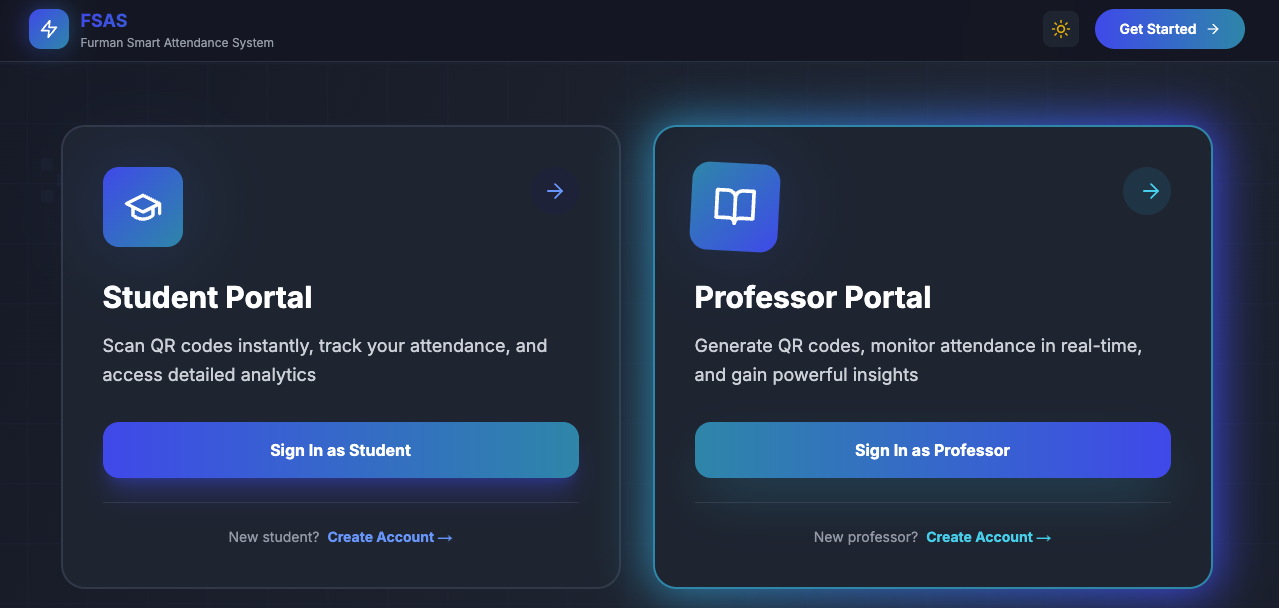 FSAS
Furman Smart Attendance System
Get Started →
Student Portal
Scan QR codes instantly, track your attendance, and
access detailed analytics
Sign In as Student
New student? Create Account →
Professor Portal
Generate QR codes, monitor attendance in real-time,
and gain powerful insights
Sign In as Professor
New professor? Create Account →